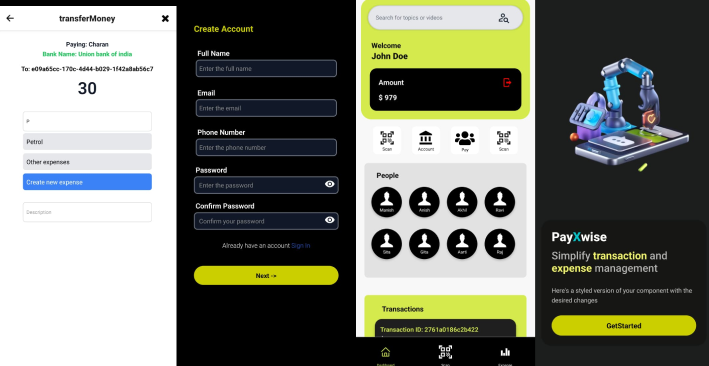 transferMoney
Paying: Charan
Bank Name: Union bank of india
To: e09a65cc-170c-4d44-b029-1f42a8ab56c7
30
Petrol
Other expenses
Create new expense
Description
Create Account
Full Name
Enter the full name
Email
Enter the email
Phone Number
Enter the phone number
Password
Enter the password
Confirm Password
Confirm your password
Already have an account Sign in
Next ->
Search for topics or videos
Welcome
John Doe
Amount
$ 979
Scan
Account
Pay
Scan
People
Manish
Anish
Akhil
Ravi
Sita
Gita
Aarti
Raj
Transactions
Transaction ID: 2761a0186c2b422
PayXwise
Simplify transaction and
expense management
Here's a styled version of your component with the
desired changes
GetStarted